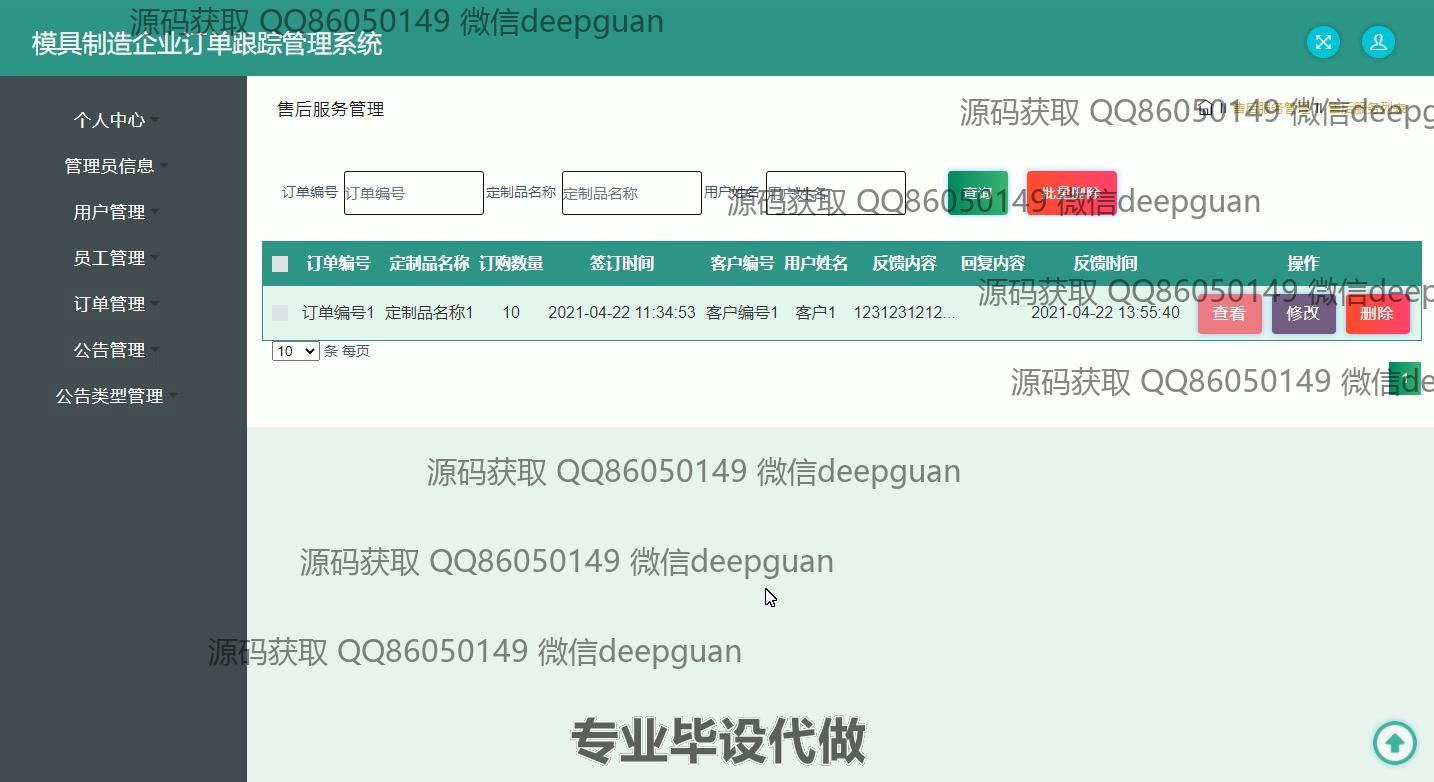 源码获取 QQ86050149 微信deepguan
模具制造企业订单跟踪管理系统
个人中心
管理员信息
用户管理
员工管理
订单管理
公告管理
公告类型管理
售后服务管理
售后服务管理 售后服务列表
源码获取 QQ86050149 微信deepg
订单编号 订单编号 定制品名称 定制品名称 用户姓名 用户姓名 查询 批量删除
源码获取 QQ86050149 微信deepguan
订单编号 定制品名称 订购数量 签订时间 客户编号 用户姓名 反馈内容 回复内容 反馈时间 操作
源码获取 QQ86050149 微信deep
订单编号1 定制品名称1 10 2021-04-22 11:34:53 客户编号1 客户1 1231231212... 2021-04-22 13:55:40 查看 修改 删除
10 条 每页
1
源码获取 QQ86050149 微信de
源码获取 QQ86050149 微信deepguan
源码获取 QQ86050149 微信deepguan
源码获取 QQ86050149 微信deepguan
专业毕设代做